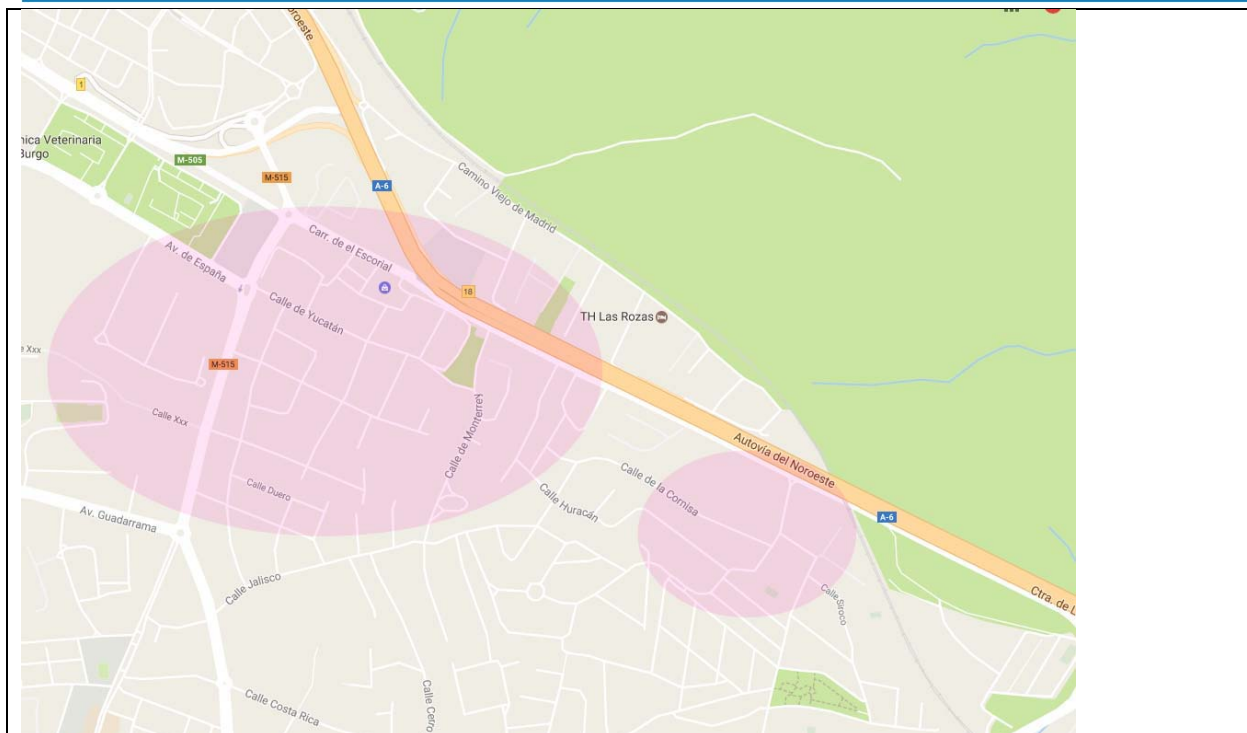 Noroeste
1
nica Veterinaria
Burgo
M-505
M-515
A-6
Camino Viejo de Madrid
Carr. de el Escorial
Av. de España
Calle de Yucatán
18
TH Las Rozas
e Xxx
M-515
Calle Xxx
Calle de Monterrey
Autovía del Noroeste
Calle de la Cornisa
Calle Duero
Calle Huracán
Av. Guadarrama
A-6
Calle Jalisco
Calle Siroco
Ctra. de L
Calle Cetro
Calle Costa Rica